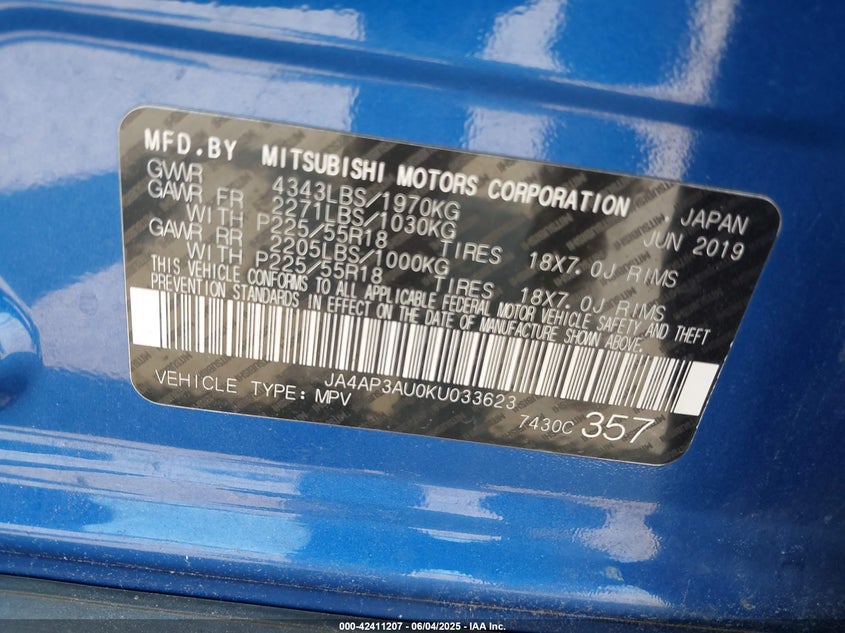 MFD.BY MITSUBISHI MOTORS CORPORATION JAPAN
GVWR 4343LBS/1970KG JUN 2019
GAWR FR 2271LBS/1030KG
WITH P225/55R18 TIRES 18X7.0J RIMS
GAWR RR 2205LBS/1000KG
WITH P225/55R18 TIRES 18X7.0J RIMS
THIS VEHICLE CONFORMS TO ALL APPLICABLE FEDERAL MOTOR VEHICLE SAFETY AND THEFT
PREVENTION STANDARDS IN EFFECT ON THE DATE OF MANUFACTURE SHOWN ABOVE.
JA4AP3AU0KU033623
VEHICLE TYPE: MPV
7430C 357
000-42411207 - 06/04/2025 - IAA Inc.